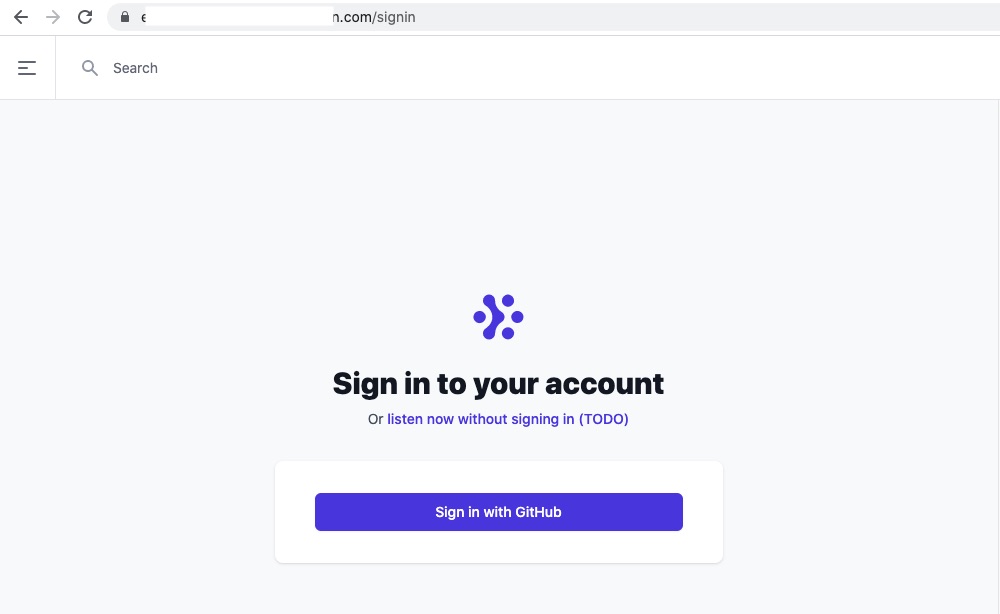 n.com/signin
Search
Sign in to your account
Or listen now without signing in (TODO)
Sign in with GitHub